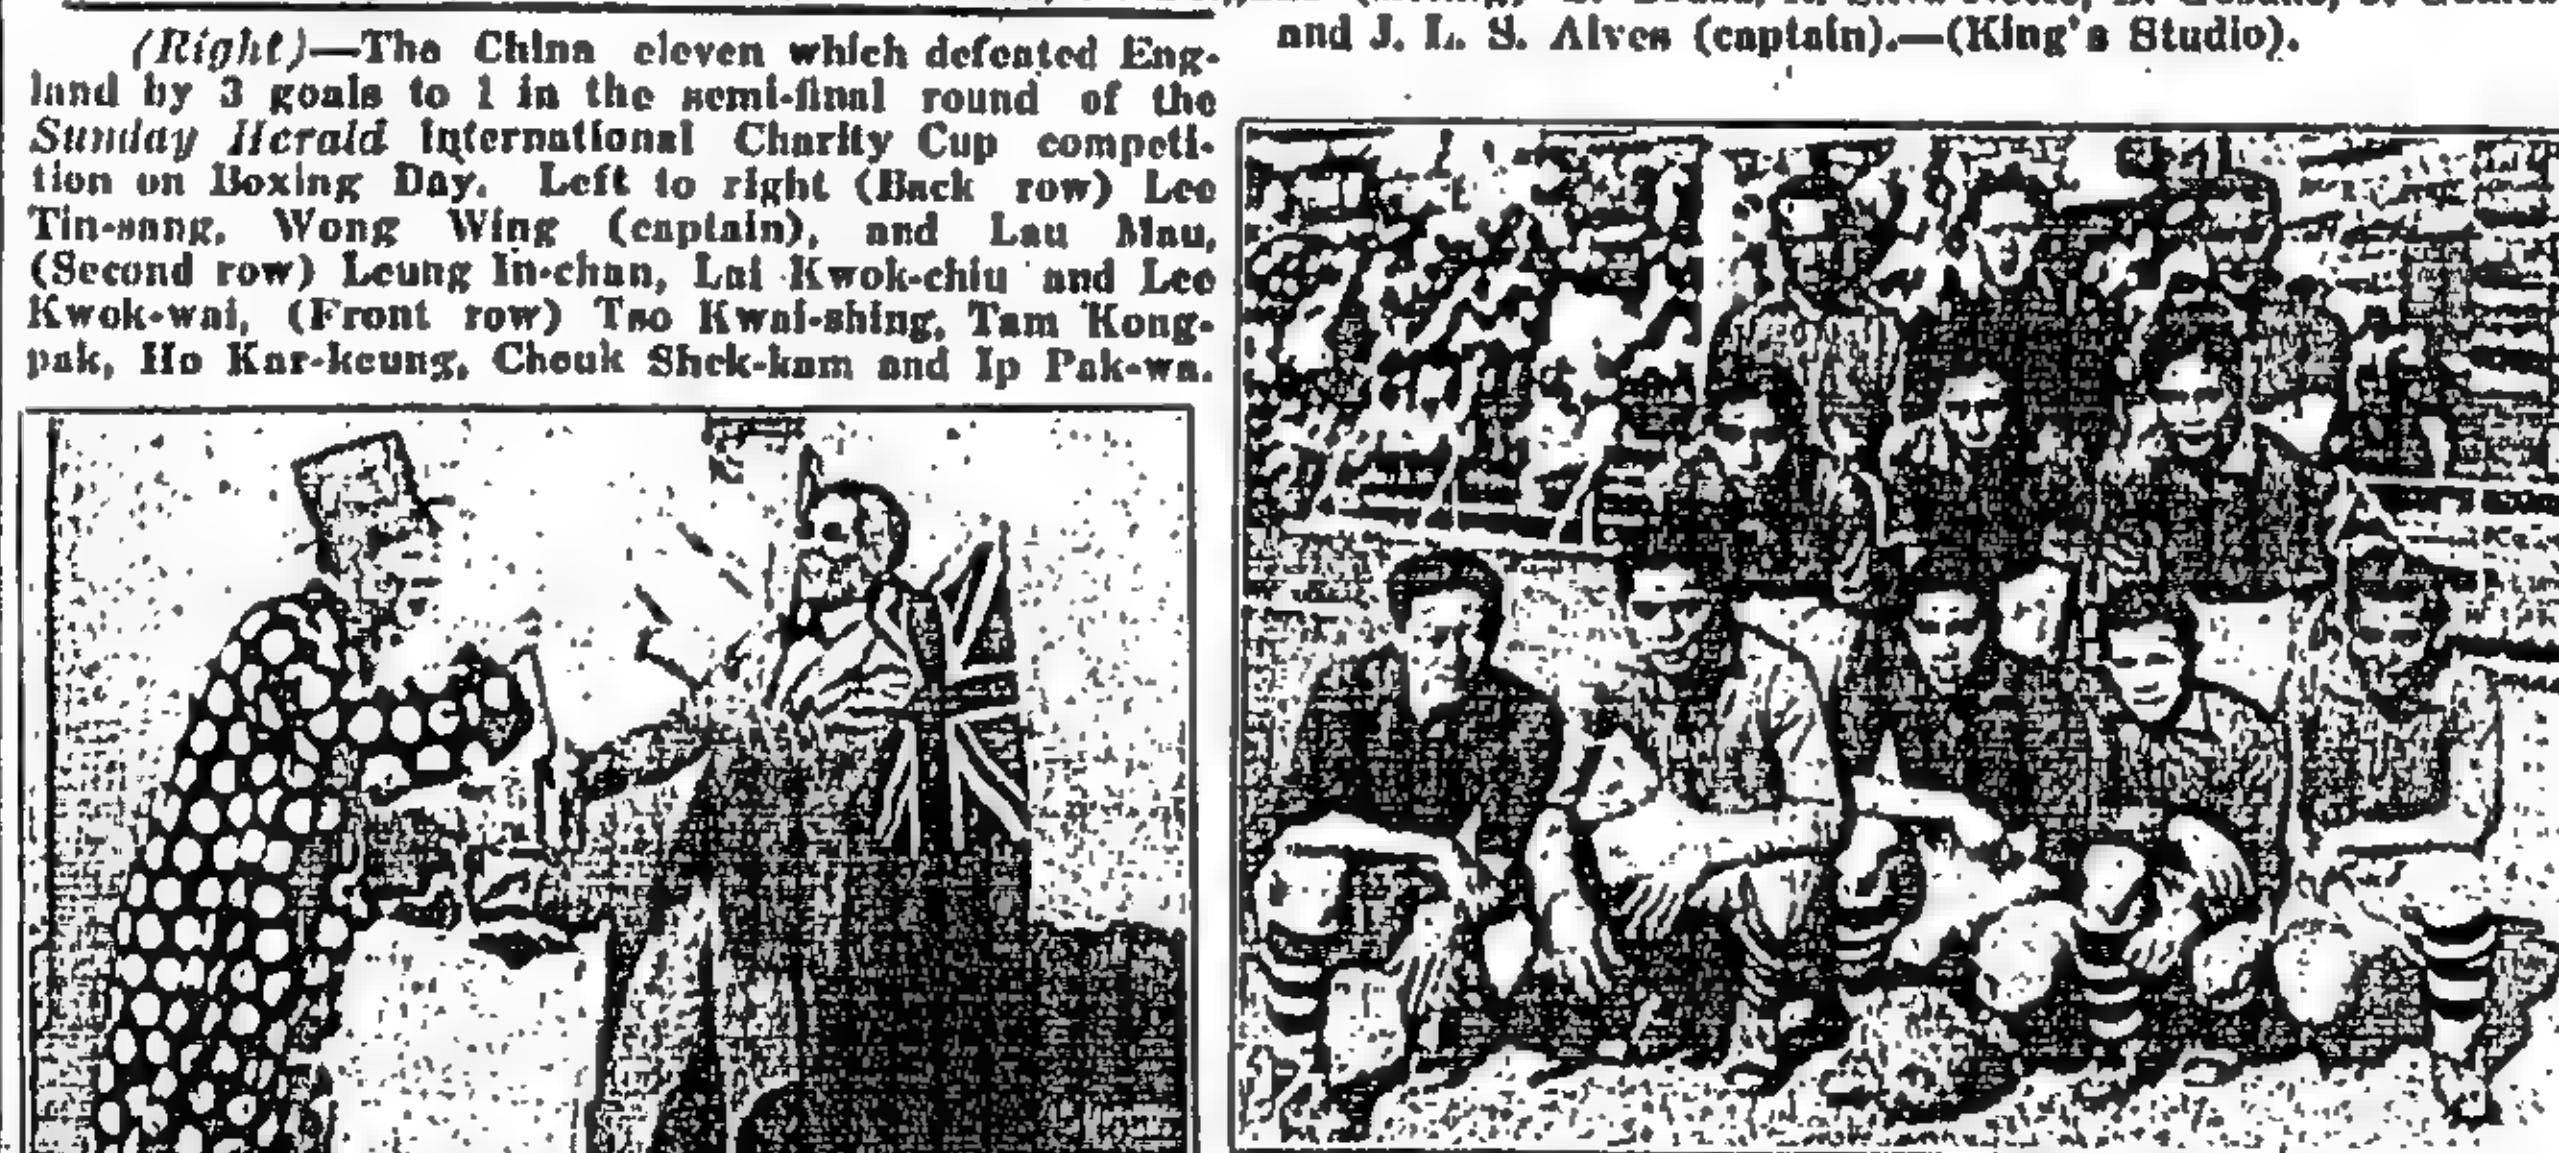 (Right)—The China eleven which defeated Eng-
land by 3 goals to 1 in the semi-final round of the
Sunday Herald International Charity Cup competi-
tion on Boxing Day. Left to right (Back row) Lee
Tin-sang, Wong Wing (captain), and Lau Mau,
(Second row) Leung In-chan, Lai Kwok-chiu and Lee
Kwok-wai, (Front row) Tso Kwai-shing, Tam Kong-
pak, Ho Kar-keung, Cheuk Shek-kam and Ip Pak-wa.
and J. L. S. Alves (captain).—(King's Studio).